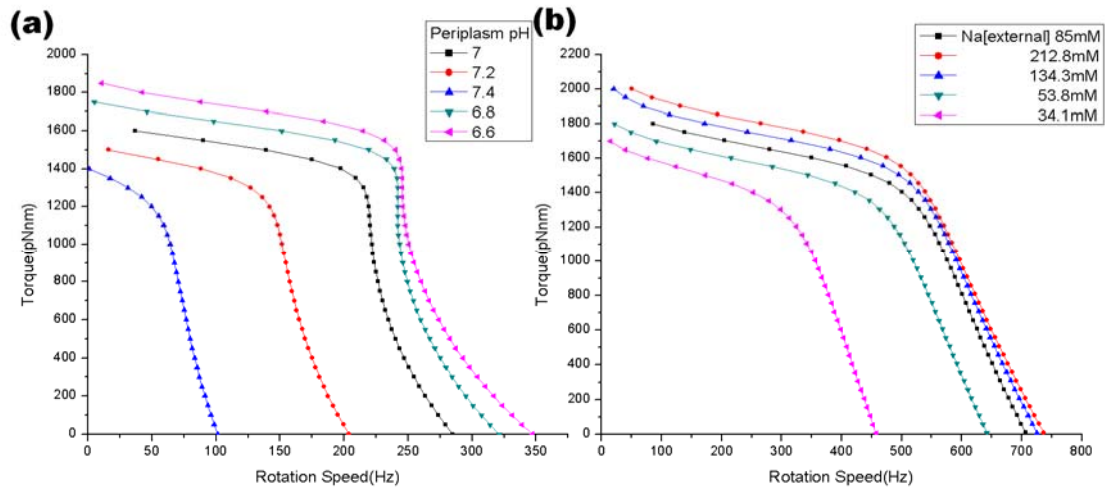 (a)
Periplasm pH
7
7.2
7.4
6.8
6.6
Torque(pNnm)
2000
1800
1600
1400
1200
1000
800
600
400
200
0
0 50 100 150 200 250 300 350
Rotation Speed(Hz)
(b)
Na[external] 85mM
212.8mM
134.3mM
53.8mM
34.1mM
Torque(pNnm)
2200
2000
1800
1600
1400
1200
1000
800
600
400
200
0
0 100 200 300 400 500 600 700 800
Rotation Speed(Hz)